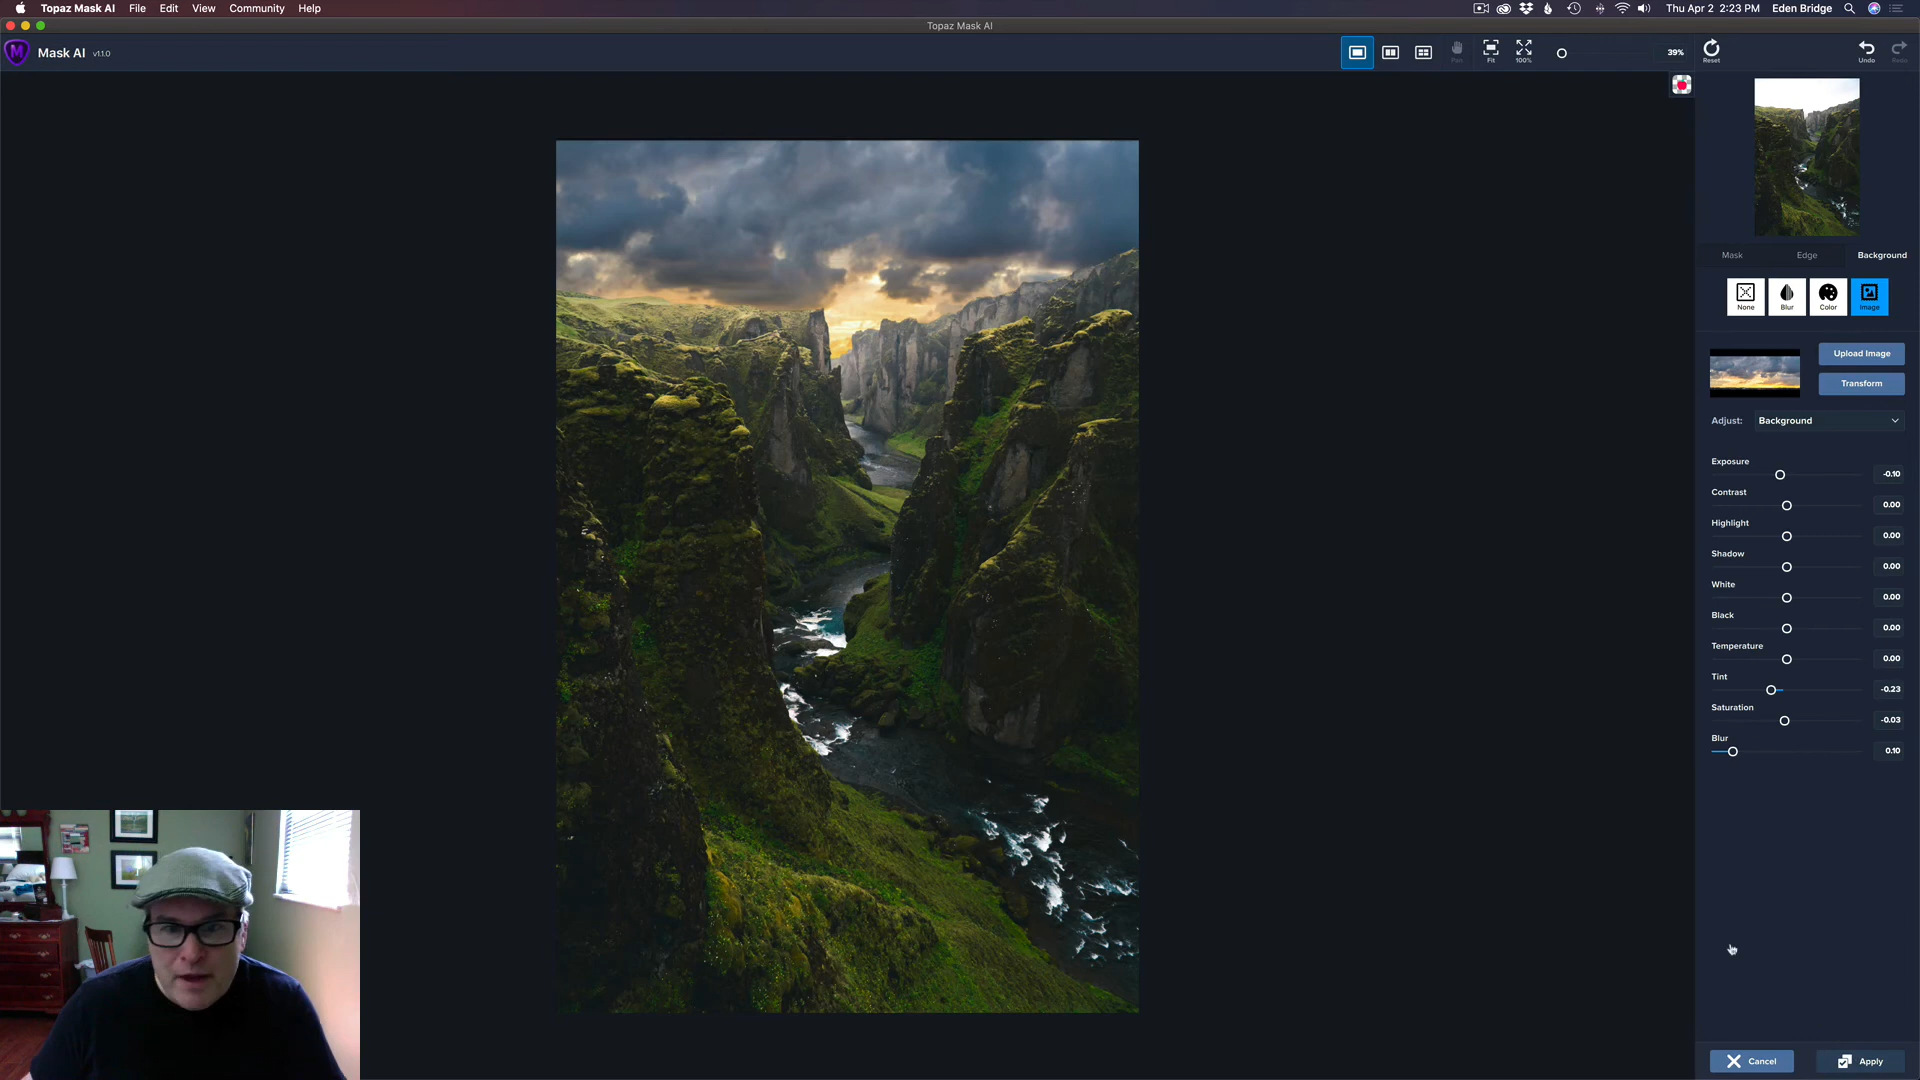 Topaz Mask AI File Edit View Community Help Thu Apr 2 2:23 PM Eden Bridge
Topaz Mask AI
M Mask AI v1.1.0 Pan Fit 100% 39% Reset Undo Redo
Mask Edge Background
None Blur Color Image
Upload Image
Transform
Adjust: Background
Exposure
-0.10
Contrast
0.00
Highlight
0.00
Shadow
0.00
White
0.00
Black
0.00
Temperature
0.00
Tint
-0.23
Saturation
-0.03
Blur
0.10
Cancel Apply